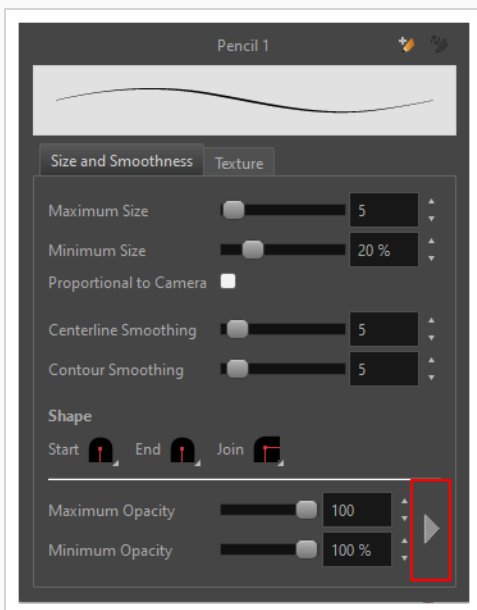 Pencil 1
Size and Smoothness Texture
Maximum Size 5
Minimum Size 20 %
Proportional to Camera
Centerline Smoothing 5
Contour Smoothing 5
Shape
Start End Join
Maximum Opacity 100
Minimum Opacity 100 %